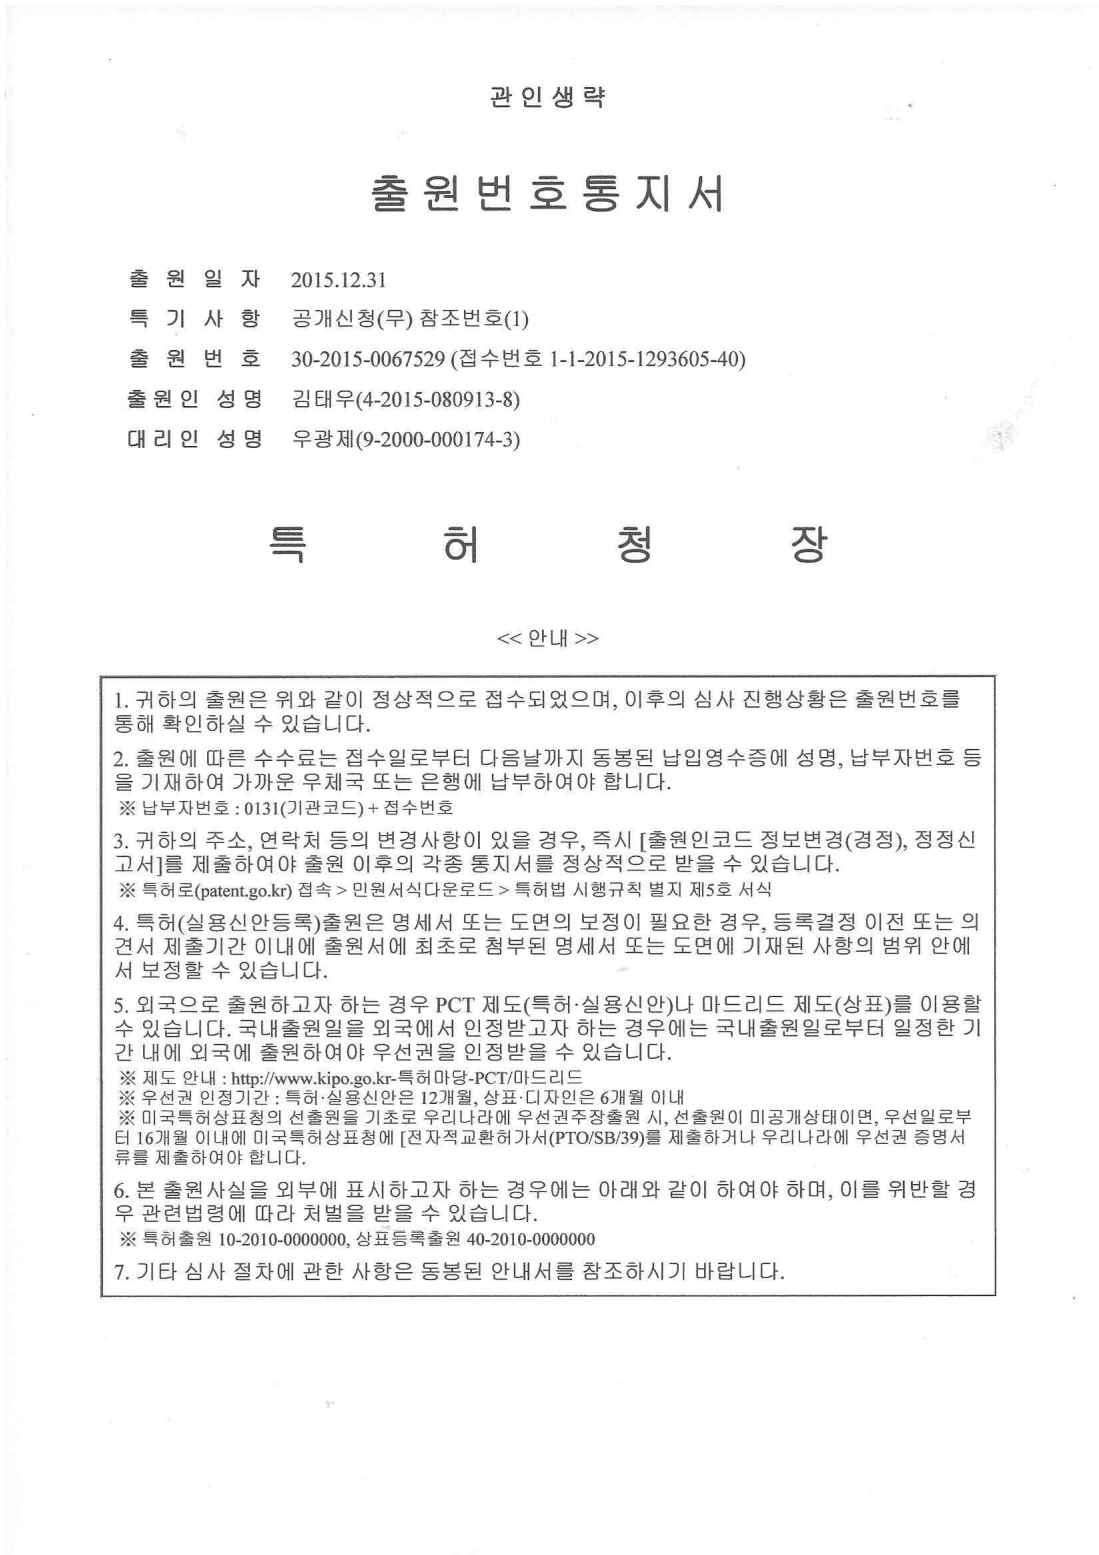 관 인 생 략
출 원 번 호 통 지 서
출 원 일 자 2015.12.31
특 기 사 항 공개신청(무) 참조번호(1)
출 원 번 호 30-2015-0067529 (접수번호 1-1-2015-1293605-40)
출 원 인 성 명 김태우(4-2015-080913-8)
대 리 인 성 명 우광제(9-2000-000174-3)
특 허 청 장
<< 안내 >>
1. 귀하의 출원은 위와 같이 정상적으로 접수되었으며, 이후의 심사 진행상황은 출원번호를
통해 확인하실 수 있습니다.
2. 출원에 따른 수수료는 접수일로부터 다음날까지 동봉된 납입영수증에 성명, 납부자번호 등
을 기재하여 가까운 우체국 또는 은행에 납부하여야 합니다.
※ 납부자번호 : 0131(기관코드) + 접수번호
3. 귀하의 주소, 연락처 등의 변경사항이 있을 경우, 즉시 [출원인코드 정보변경(경정), 정정신
고서]를 제출하여야 출원 이후의 각종 통지서를 정상적으로 받을 수 있습니다.
※ 특허로(patent.go.kr) 접속 > 민원서식다운로드 > 특허법 시행규칙 별지 제5호 서식
4. 특허(실용신안등록)출원은 명세서 또는 도면의 보정이 필요한 경우, 등록결정 이전 또는 의
견서 제출기간 이내에 출원서에 최초로 첨부된 명세서 또는 도면에 기재된 사항의 범위 안에
서 보정할 수 있습니다.
5. 외국으로 출원하고자 하는 경우 PCT 제도(특허·실용신안)나 마드리드 제도(상표)를 이용할
수 있습니다. 국내출원일을 외국에서 인정받고자 하는 경우에는 국내출원일로부터 일정한 기
간 내에 외국에 출원하여야 우선권을 인정받을 수 있습니다.
※ 제도 안내 : http://www.kipo.go.kr-특허마당-PCT/마드리드
※ 우선권 인정기간 : 특허·실용신안은 12개월, 상표·디자인은 6개월 이내
※ 미국특허상표청의 선출원을 기초로 우리나라에 우선권주장출원 시, 선출원이 미공개상태이면, 우선일로부
터 16개월 이내에 미국특허상표청에 [전자적교환허가서(PTO/SB/39)를 제출하거나 우리나라에 우선권 증명서
류를 제출하여야 합니다.
6. 본 출원사실을 외부에 표시하고자 하는 경우에는 아래와 같이 하여야 하며, 이를 위반할 경
우 관련법령에 따라 처벌을 받을 수 있습니다.
※ 특허출원 10-2010-0000000, 상표등록출원 40-2010-0000000
7. 기타 심사 절차에 관한 사항은 동봉된 안내서를 참조하시기 바랍니다.